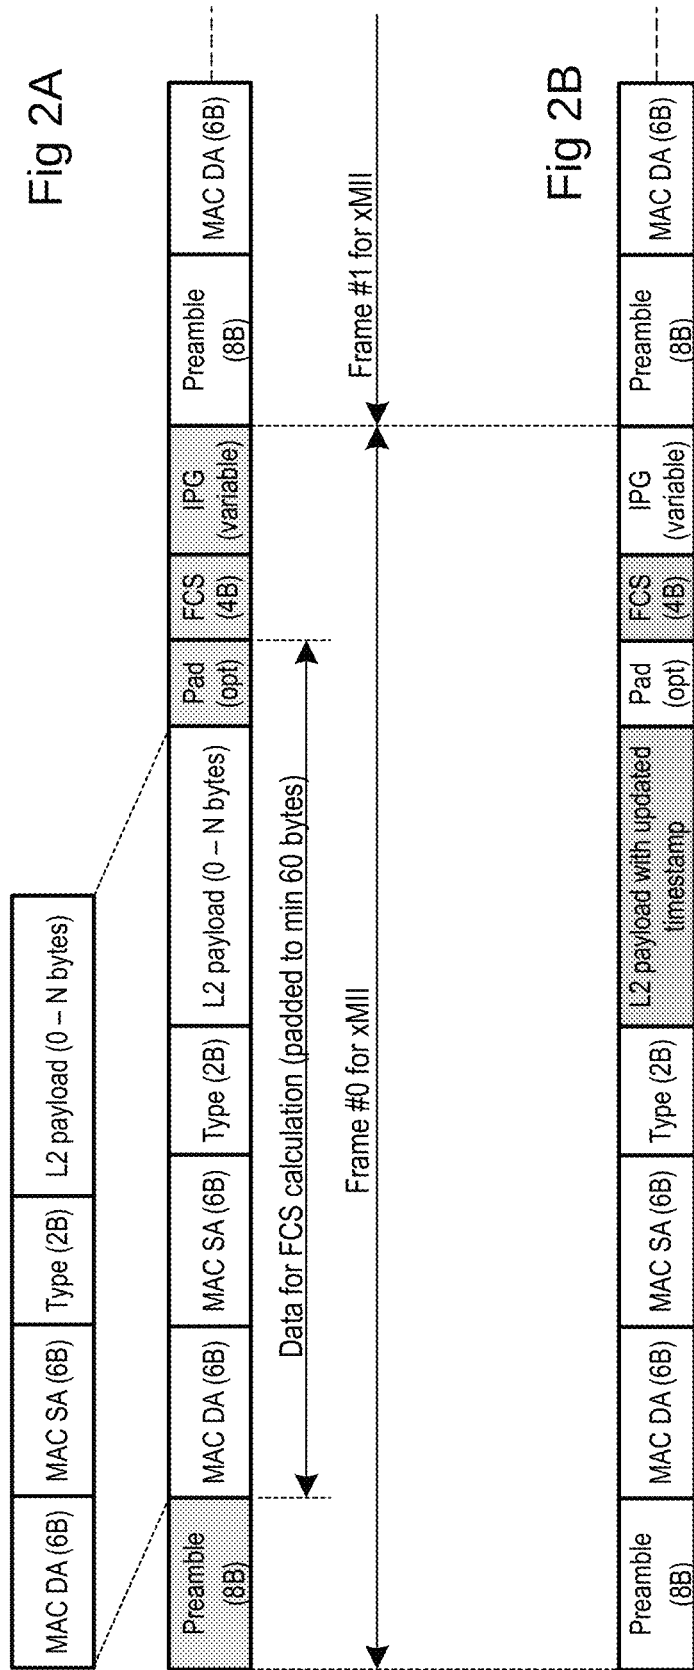 Fig 2A
MAC DA (6B)
MAC SA (6B)
Type (2B)
L2 payload (0 – N bytes)
Preamble
(8B)
MAC DA (6B)
MAC SA (6B)
Type (2B)
L2 payload (0 – N bytes)
Pad
(opt)
FCS
(4B)
IPG
(variable)
Preamble
(8B)
MAC DA (6B)
Data for FCS calculation (padded to min 60 bytes)
Frame #0 for xMII
Frame #1 for xMII
Fig 2B
Preamble
(8B)
MAC DA (6B)
MAC SA (6B)
Type (2B)
L2 payload with updated
timestamp
Pad
(opt)
FCS
(4B)
IPG
(variable)
Preamble
(8B)
MAC DA (6B)